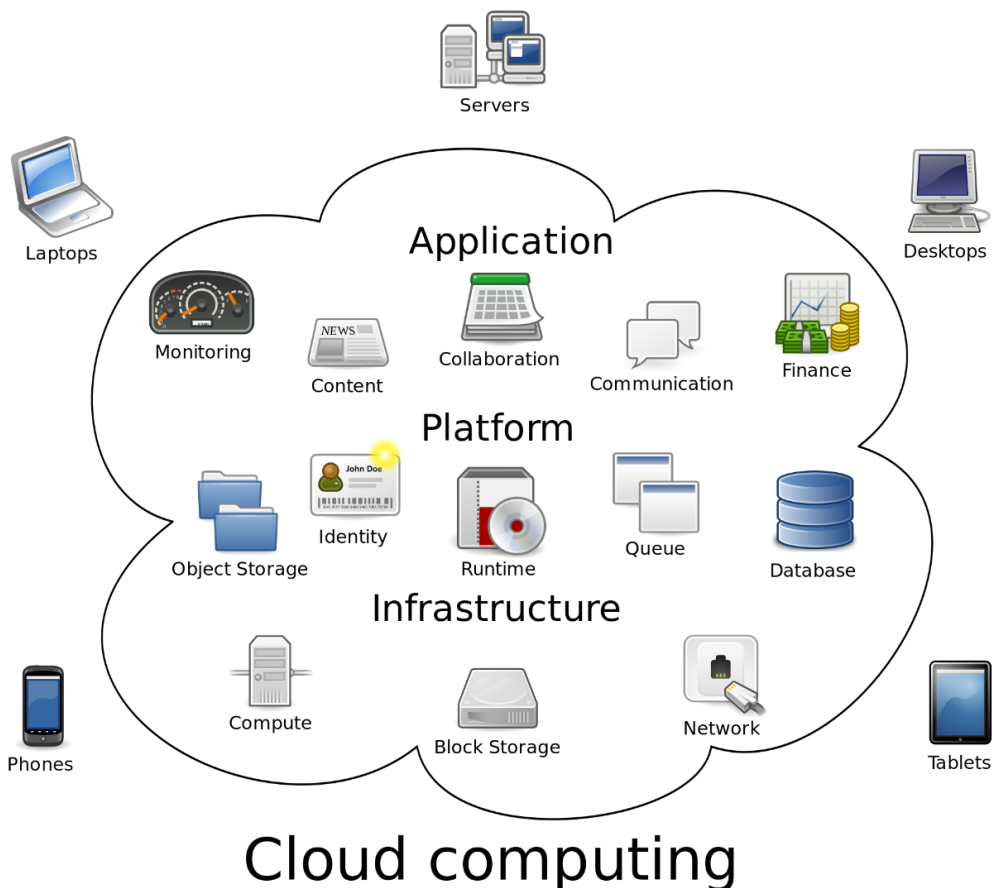 Servers
Laptops
Desktops
Application
Monitoring
NEWS
Content
Collaboration
Communication
Finance
Platform
John Doe
Object Storage
Identity
Runtime
Queue
Database
Infrastructure
Compute
Block Storage
Network
Phones
Tablets
Cloud computing